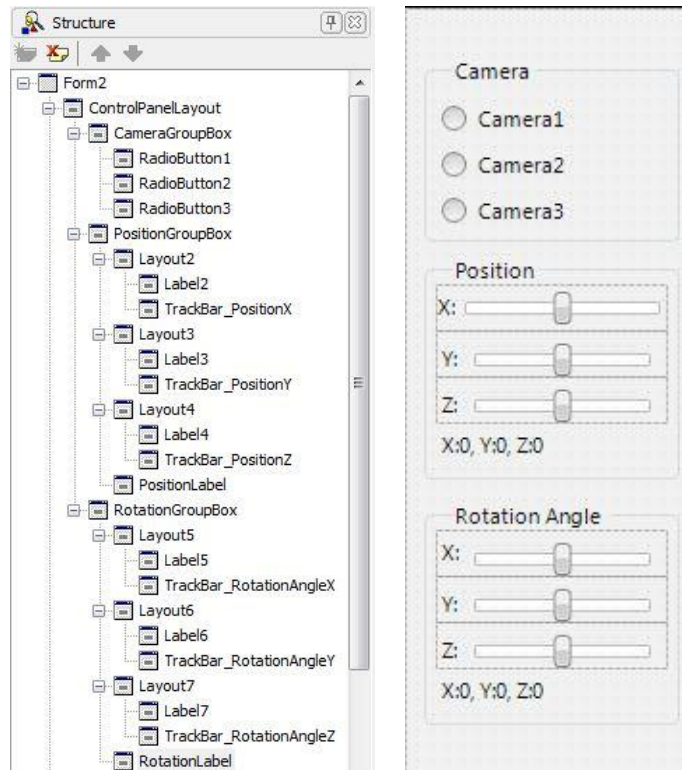 Structure
Form2
ControlPanelLayout
CameraGroupBox
RadioButton1
RadioButton2
RadioButton3
PositionGroupBox
Layout2
Label2
TrackBar_PositionX
Layout3
Label3
TrackBar_PositionY
Layout4
Label4
TrackBar_PositionZ
PositionLabel
RotationGroupBox
Layout5
Label5
TrackBar_RotationAngleX
Layout6
Label6
TrackBar_RotationAngleY
Layout7
Label7
TrackBar_RotationAngleZ
RotationLabel
Camera
Camera1
Camera2
Camera3
Position
X:
Y:
Z:
X:0, Y:0, Z:0
Rotation Angle
X:
Y:
Z:
X:0, Y:0, Z:0